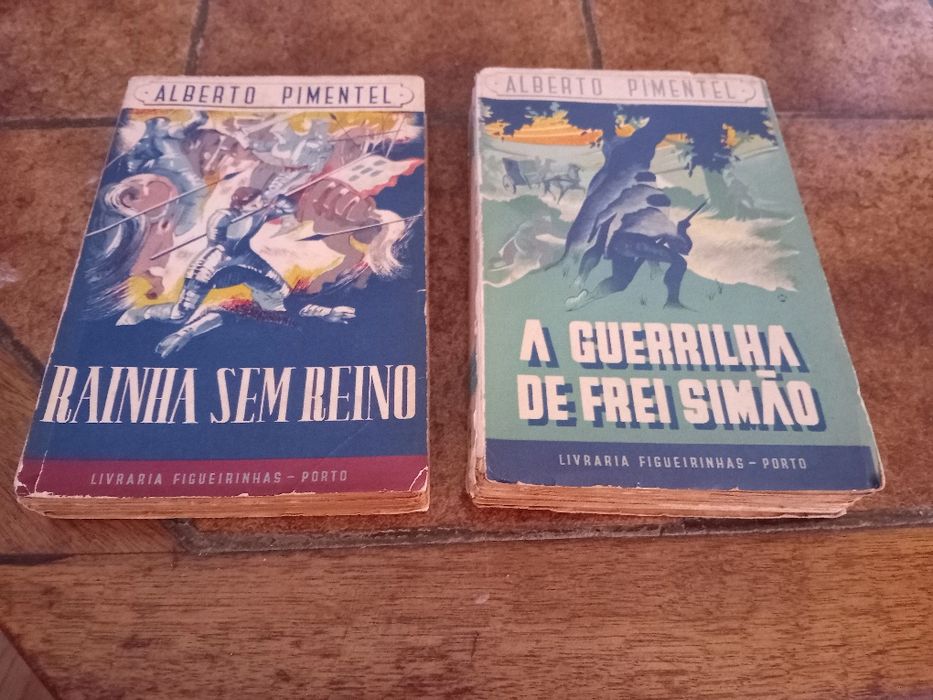 ALBERTO PIMENTEL
RAINHA SEM REINO
LIVRARIA FIGUEIRINHAS – PORTO
ALBERTO PIMENTEL
A GUERRILHA
DE FREI SIMÃO
LIVRARIA FIGUEIRINHAS – PORTO